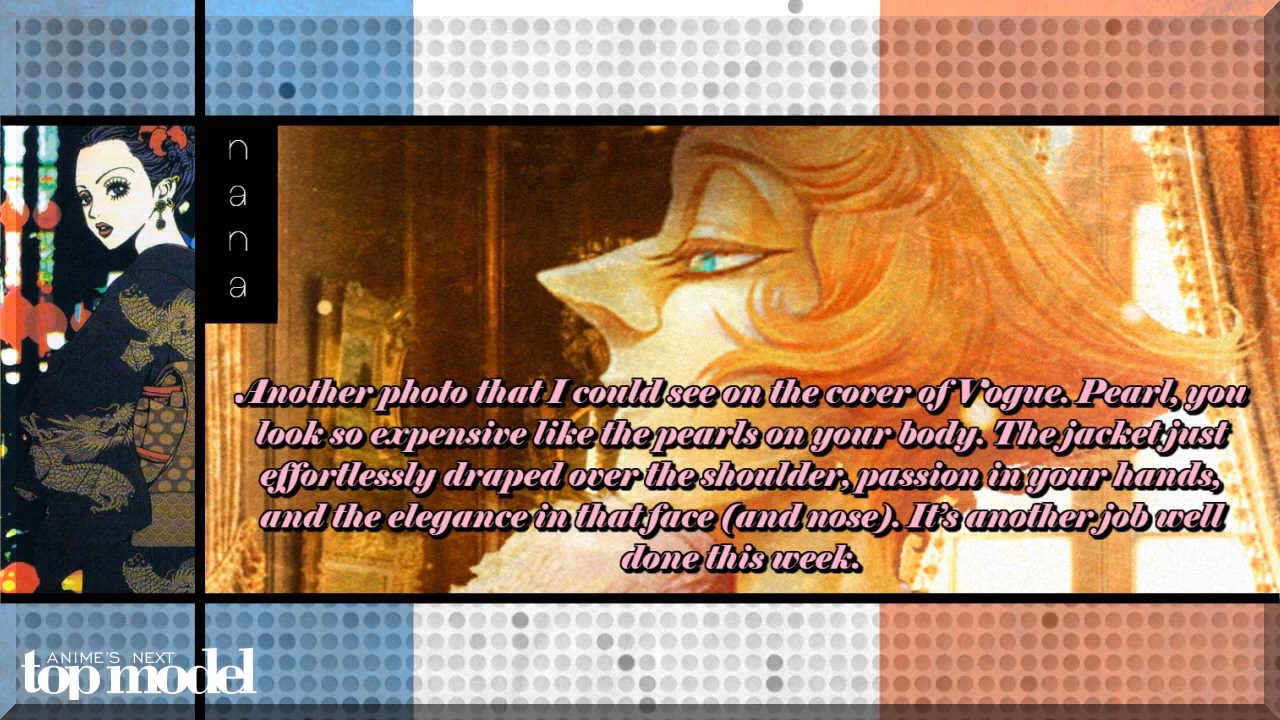 n
a
n
a
Another photo that I could see on the cover of Vogue. Pearl, you
look so expensive like the pearls on your body. The jacket just
effortlessly draped over the shoulder, passion in your hands,
and the elegance in that face (and nose). It's another job well
done this week.
ANIME'S NEXT
top model